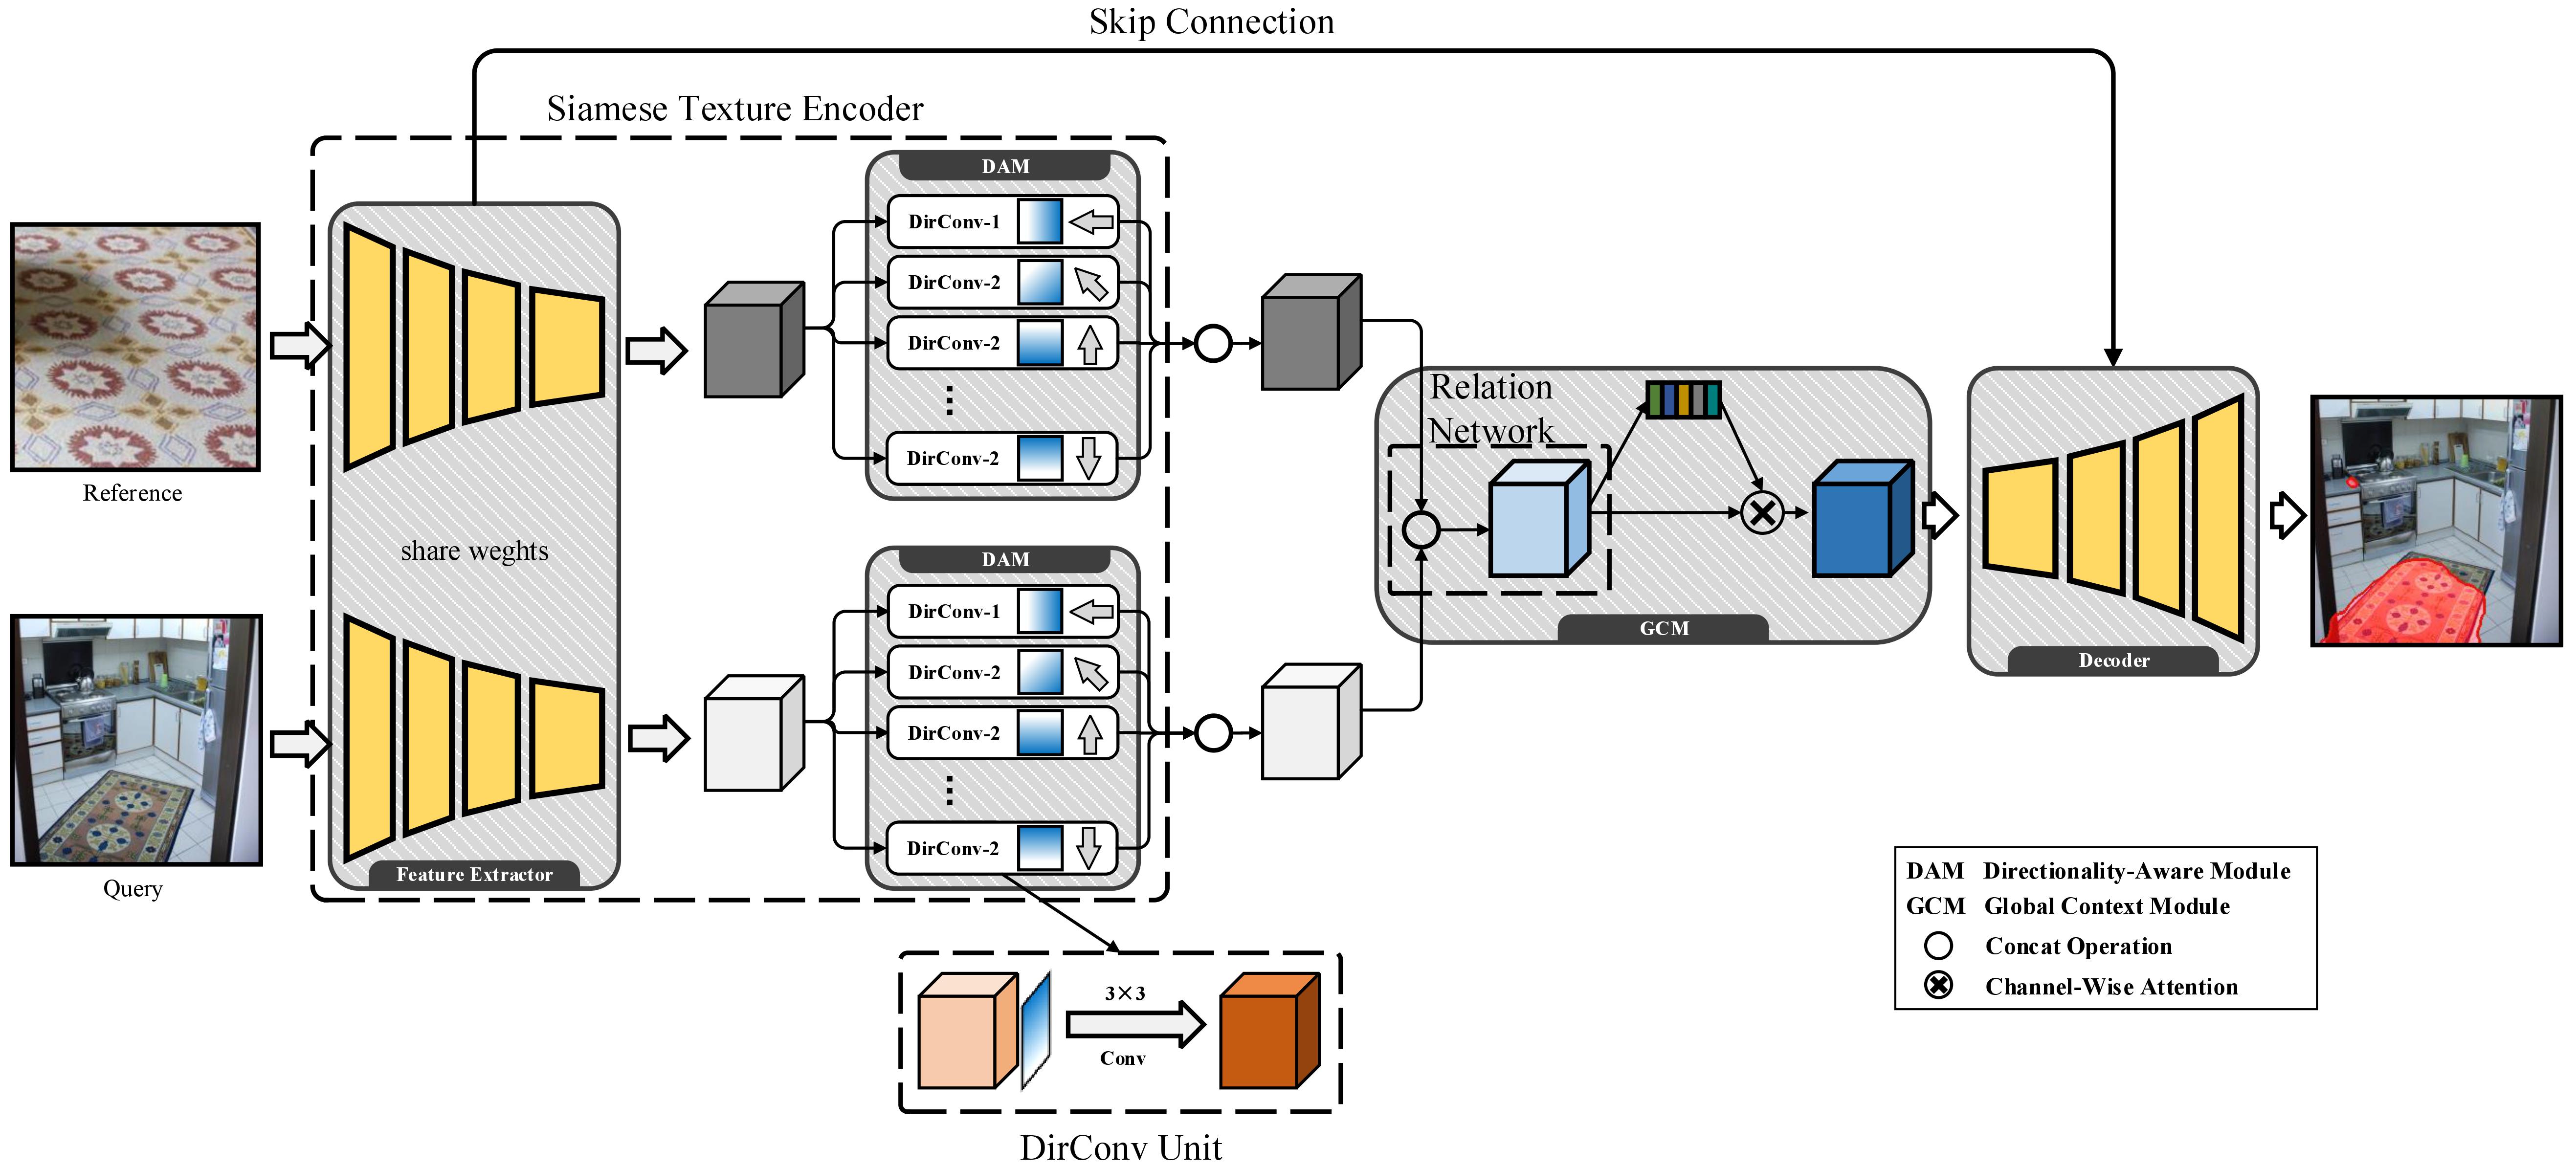 Skip Connection
Siamese Texture Encoder
DAM
DirConv-1
DirConv-2
DirConv-2
DirConv-2
Reference
share weghts
Relation
Network
GCM
Decoder
DAM
DirConv-1
DirConv-2
DirConv-2
DirConv-2
Feature Extractor
Query
3×3
Conv
DirConv Unit
DAM Directionality-Aware Module
GCM Global Context Module
Concat Operation
Channel-Wise Attention